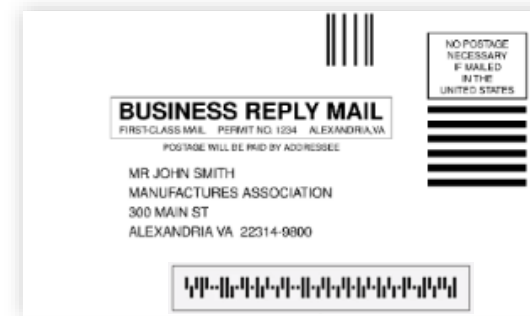 NO POSTAGE
NECESSARY
IF MAILED
IN THE
UNITED STATES
BUSINESS REPLY MAIL
FIRST-CLASS MAIL PERMIT NO. 1234 ALEXANDRIA,VA
POSTAGE WILL BE PAID BY ADDRESSEE
MR JOHN SMITH
MANUFACTURES ASSOCIATION
300 MAIN ST
ALEXANDRIA VA 22314-9800